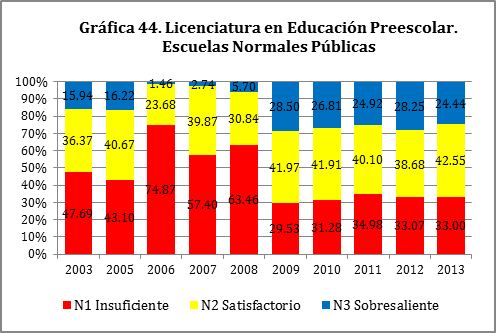 Gráfica 44. Licenciatura en Educación Preescolar.
Escuelas Normales Públicas
100%
90%
80%
70%
60%
50%
40%
30%
20%
10%
0%
15.94 16.22 1.46 2.74 5.70 28.50 26.81 24.92 28.25 24.44
36.37 40.67 23.68 39.87 30.84 41.97 41.91 40.10 38.68 42.55
47.69 43.10 74.87 57.40 63.46 29.53 31.28 34.98 33.07 33.00
2003 2005 2006 2007 2008 2009 2010 2011 2012 2013
N1 Insuficiente N2 Satisfactorio N3 Sobresaliente